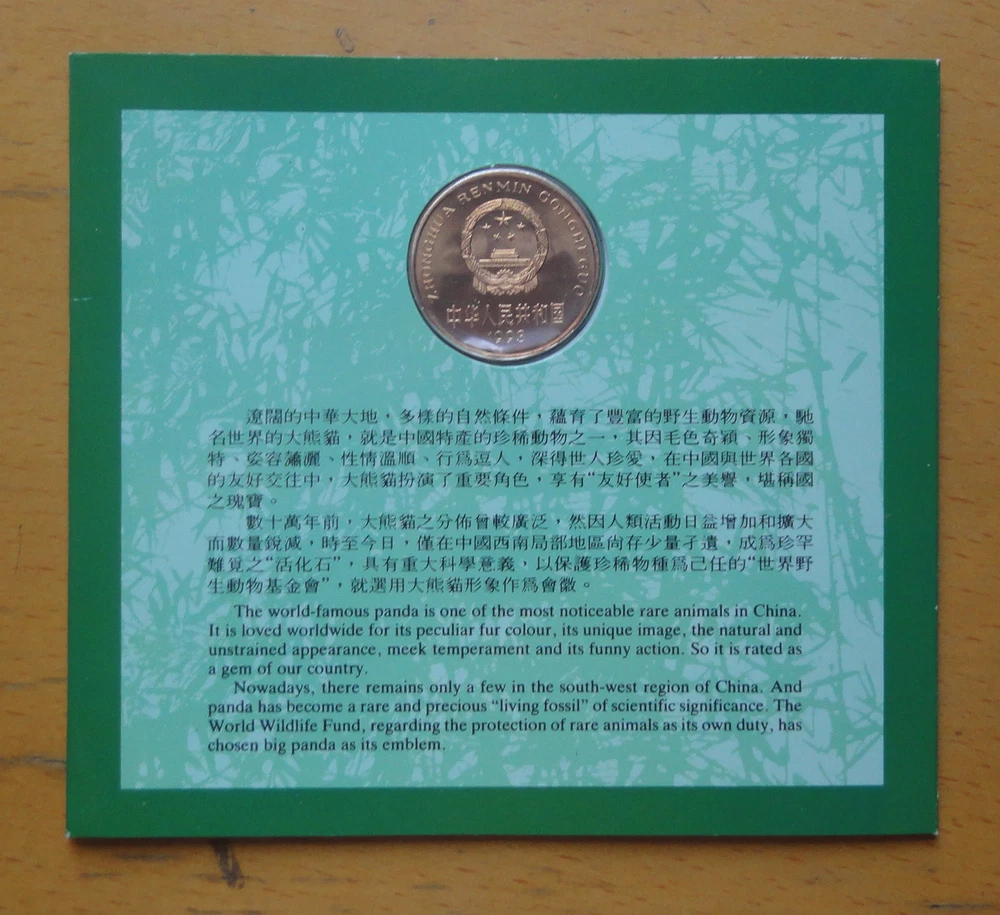 ZHONGHUA RENMIN GONGHEGUO
中华人民共和国
1993
遼闊的中華大地，多樣的自然條件，蘊育了豐富的野生動物資源，馳
名世界的大熊貓，就是中國特產的珍稀動物之一，其因毛色奇穎、形象獨
特、姿容瀟灑、性情溫順、行爲逗人，深得世人珍愛，在中國與世界各國
的友好交往中，大熊貓扮演了重要角色，享有“友好使者”之美譽，堪稱國
之瑰寶。
數十萬年前，大熊貓之分佈曾較廣泛，然因人類活動日益增加和擴大
而數量銳減，時至今日，僅在中國西南局部地區尚存少量孑遺，成爲珍罕
難覓之“活化石”，具有重大科學意義，以保護珍稀物種爲己任的“世界野
生動物基金會”，就選用大熊貓形象作爲會徽。
The world-famous panda is one of the most noticeable rare animals in China.
It is loved worldwide for its peculiar fur colour, its unique image, the natural and
unstrained appearance, meek temperament and its funny action. So it is rated as
a gem of our country.
Nowadays, there remains only a few in the south-west region of China. And
panda has become a rare and precious “living fossil” of scientific significance. The
World Wildlife Fund, regarding the protection of rare animals as its own duty, has
chosen big panda as its emblem.